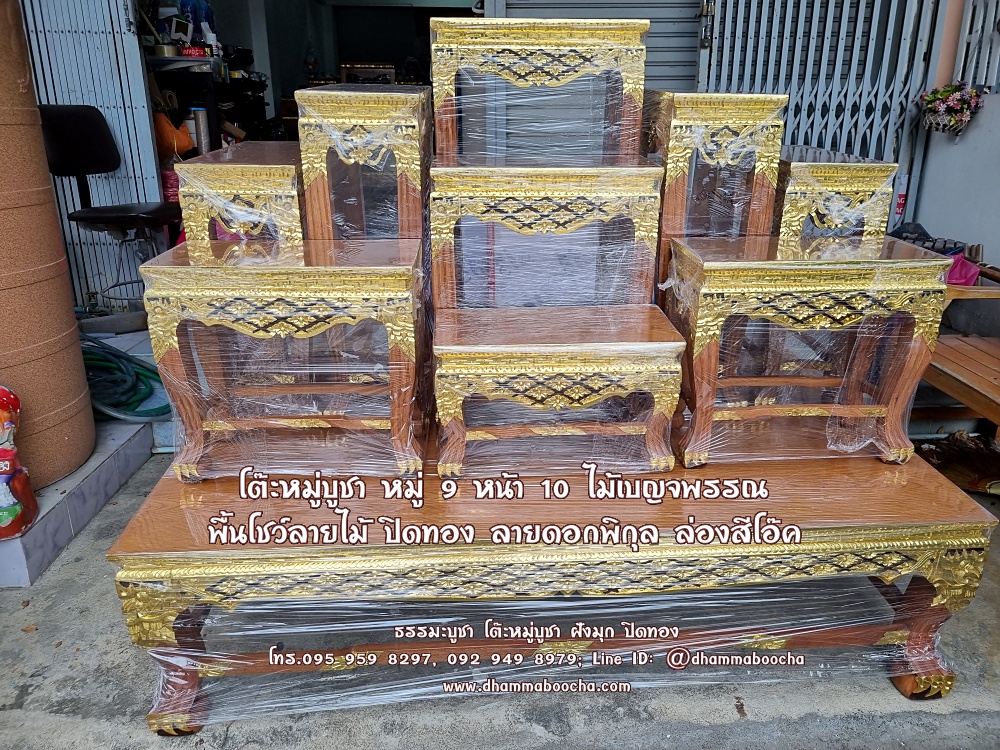 โต๊ะหมู่บูชา หมู่ 9 หน้า 10 ไม้เบญจพรรณ
พื้นโชว์ลายไม้ ปิดทอง ลายดอกพิกุล ล่องสีโอ๊ค
ธรรมะบูชา โต๊ะหมู่บูชา ฝังมุก ปิดทอง
โทร.095 959 8297, 092 949 8979; Line ID: @dhammaboocha
www.dhammaboocha.com